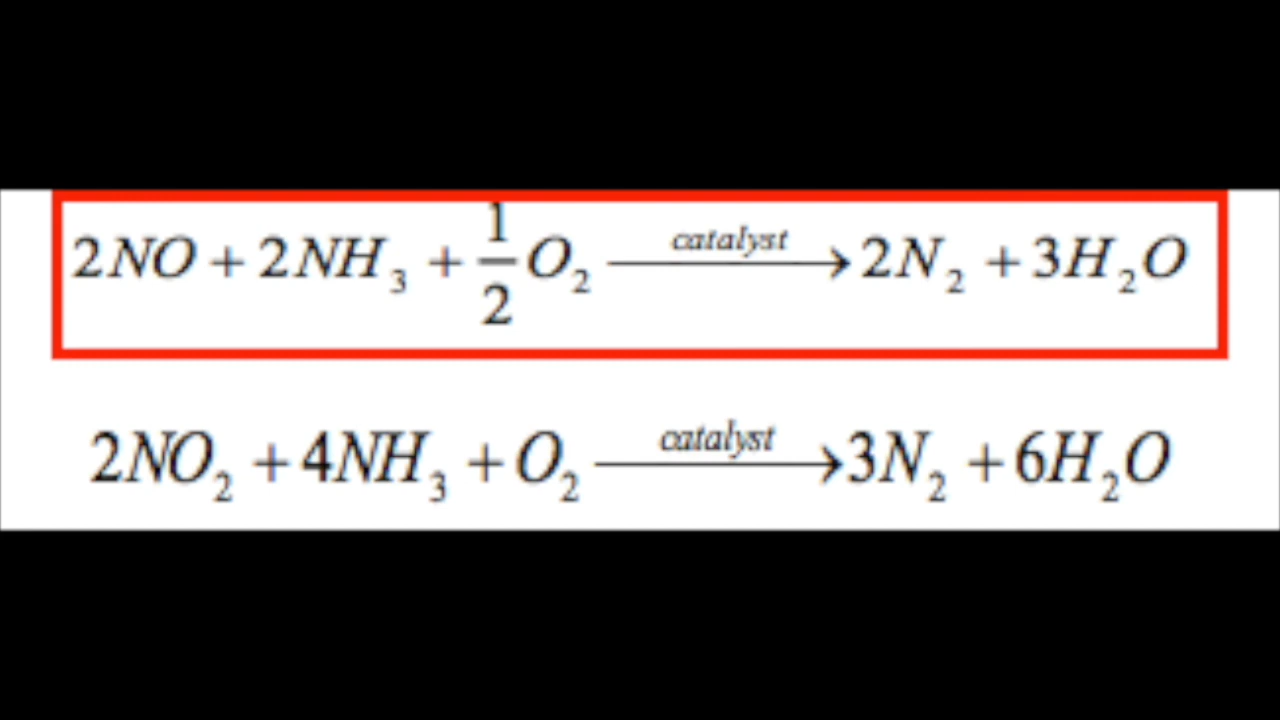 2NO + 2NH₃ + 1/2 O₂ catalyst → 2N₂ + 3H₂O
2NO₂ + 4NH₃ + O₂ catalyst → 3N₂ + 6H₂O